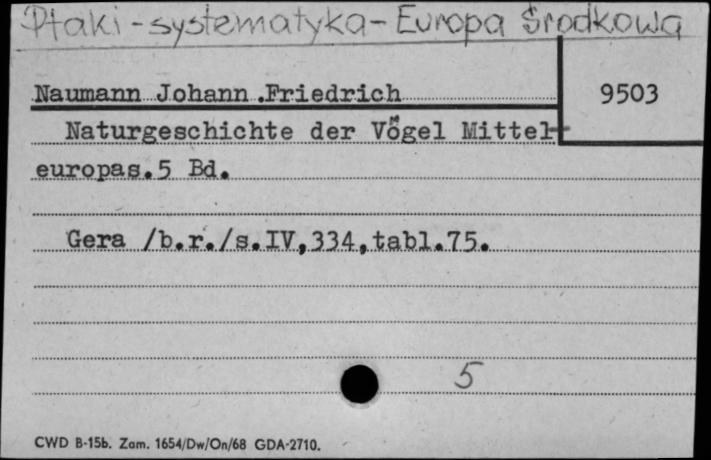 Ptaki - systematyka - Europa Środkowa
Naumann Johann Friedrich
9503
Naturgeschichte der Vögel Mittel-
europas. 5 Bd.
Gera /b.r./s.IV,334,tabl.75.
5
CWD B-15b. Zam. 1654/Dw/On/68 GDA-2710.